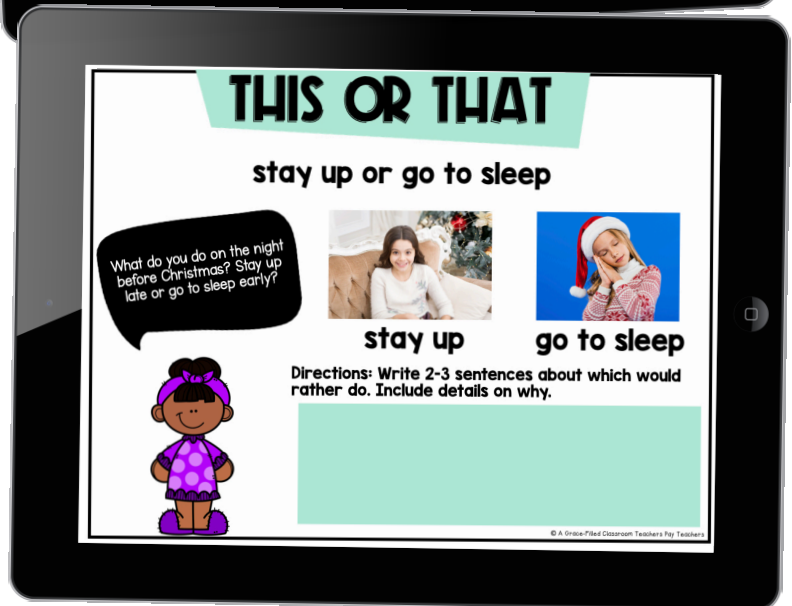 THIS OR THAT
stay up or go to sleep
What do you do on the night
before Christmas? Stay up
late or go to sleep early?
stay up
go to sleep
Directions: Write 2-3 sentences about which would
rather do. Include details on why.
© A Grace-Filled Classroom Teachers Pay Teachers